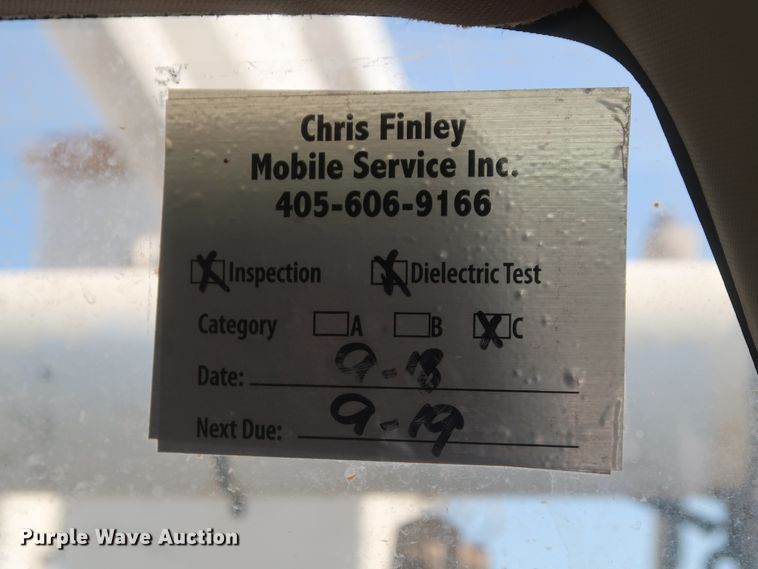 Chris Finley
Mobile Service Inc.
405-606-9166
Inspection Dielectric Test
Category A B C
Date: 9-18
Next Due: 9-19
Purple Wave Auction